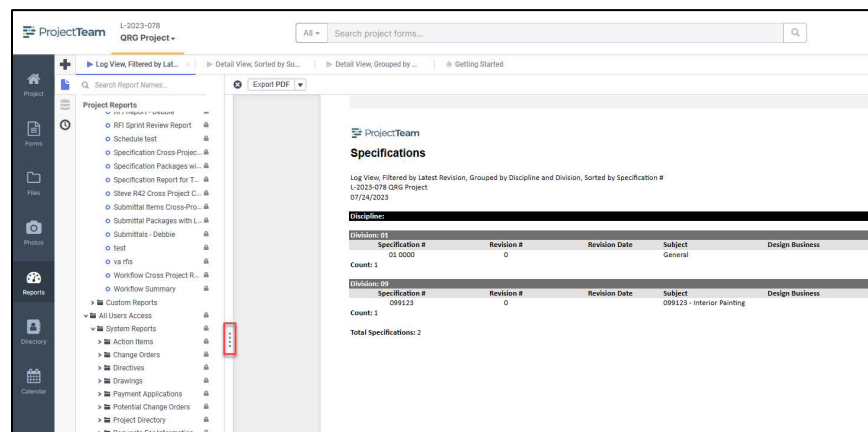 ProjectTeam
L-2023-078
QRG Project
All
Search project forms...
Log View, Filtered by Lat...
Detail View, Sorted by Su...
Detail View, Grouped by ...
Getting Started
Project
Forms
Files
Photos
Reports
Directory
Calendar
Search Report Names...
Project Reports
RFI Report - Debbie
RFI Sprint Review Report
Schedule test
Specification Cross-Projec...
Specification Packages wi...
Specification Report for T...
Steve R42 Cross Project C...
Submittal Items Cross-Pro...
Submittal Packages with L...
Submittals - Debbie
test
va rfis
Workflow Cross Project R...
Workflow Summary
Custom Reports
All Users Access
System Reports
Action Items
Change Orders
Directives
Drawings
Payment Applications
Potential Change Orders
Project Directory
Requests For Information
Export PDF
ProjectTeam
Specifications
Log View, Filtered by Latest Revision, Grouped by Discipline and Division, Sorted by Specification #
L-2023-078 QRG Project
07/24/2023
Discipline:
Division: 01
Specification # Revision # Revision Date Subject Design Business
01 0000 0 General
Count: 1
Division: 09
Specification # Revision # Revision Date Subject Design Business
099123 0 099123 - Interior Painting
Count: 1
Total Specifications: 2